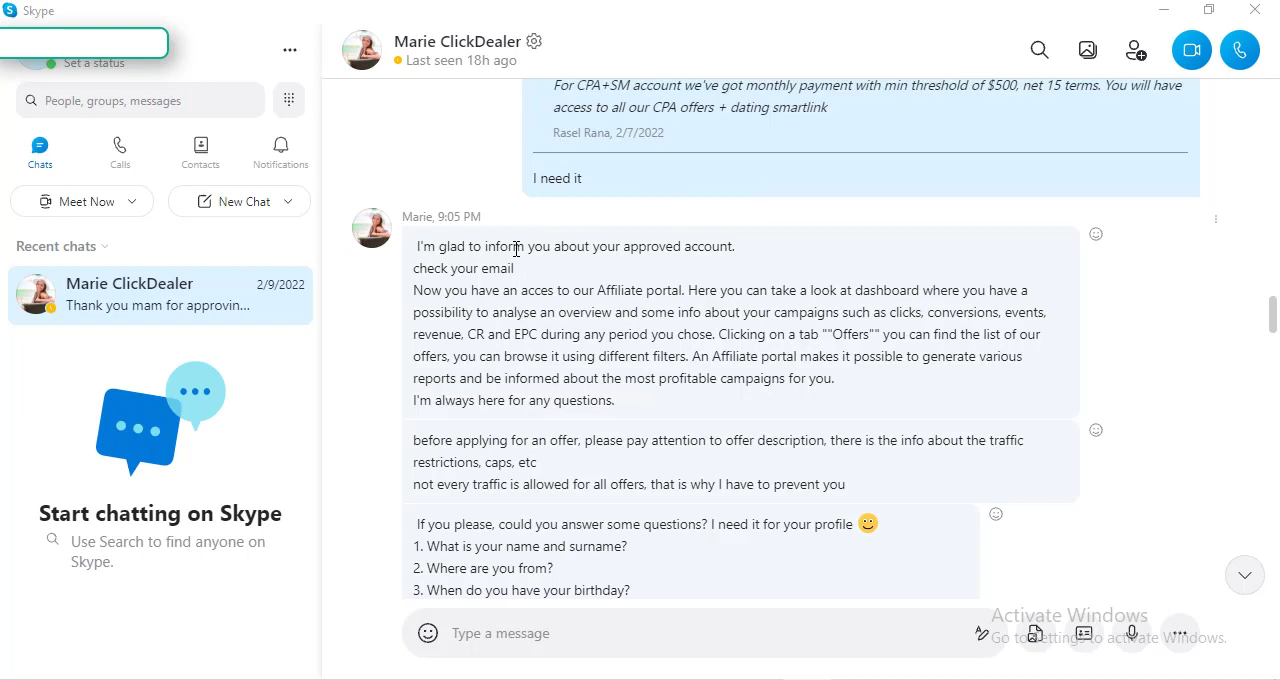 Skype
Set a status
People, groups, messages
Chats
Calls
Contacts
Notifications
Meet Now
New Chat
Recent chats
Marie ClickDealer
2/9/2022
Thank you mam for approvin...
Start chatting on Skype
Use Search to find anyone on
Skype.
Marie ClickDealer
Last seen 18h ago
For CPA+SM account we've got monthly payment with min threshold of $500, net 15 terms. You will have
access to all our CPA offers + dating smartlink
Rasel Rana, 2/7/2022
I need it
Marie, 9:05 PM
I'm glad to inform you about your approved account.
check your email
Now you have an acces to our Affiliate portal. Here you can take a look at dashboard where you have a
possibility to analyse an overview and some info about your campaigns such as clicks, conversions, events,
revenue, CR and EPC during any period you chose. Clicking on a tab ""Offers"" you can find the list of our
offers, you can browse it using different filters. An Affiliate portal makes it possible to generate various
reports and be informed about the most profitable campaigns for you.
I'm always here for any questions.
before applying for an offer, please pay attention to offer description, there is the info about the traffic
restrictions, caps, etc
not every traffic is allowed for all offers, that is why I have to prevent you
If you please, could you answer some questions? I need it for your profile
1. What is your name and surname?
2. Where are you from?
3. When do you have your birthday?
Type a message
Activate Windows
Go to Settings to activate Windows.